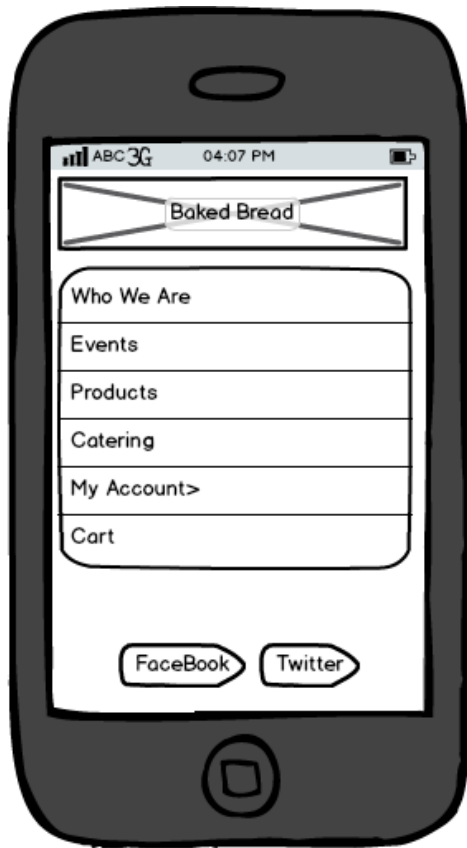 ABC 3G 04:07 PM
Baked Bread
Who We Are
Events
Products
Catering
My Account>
Cart
FaceBook Twitter